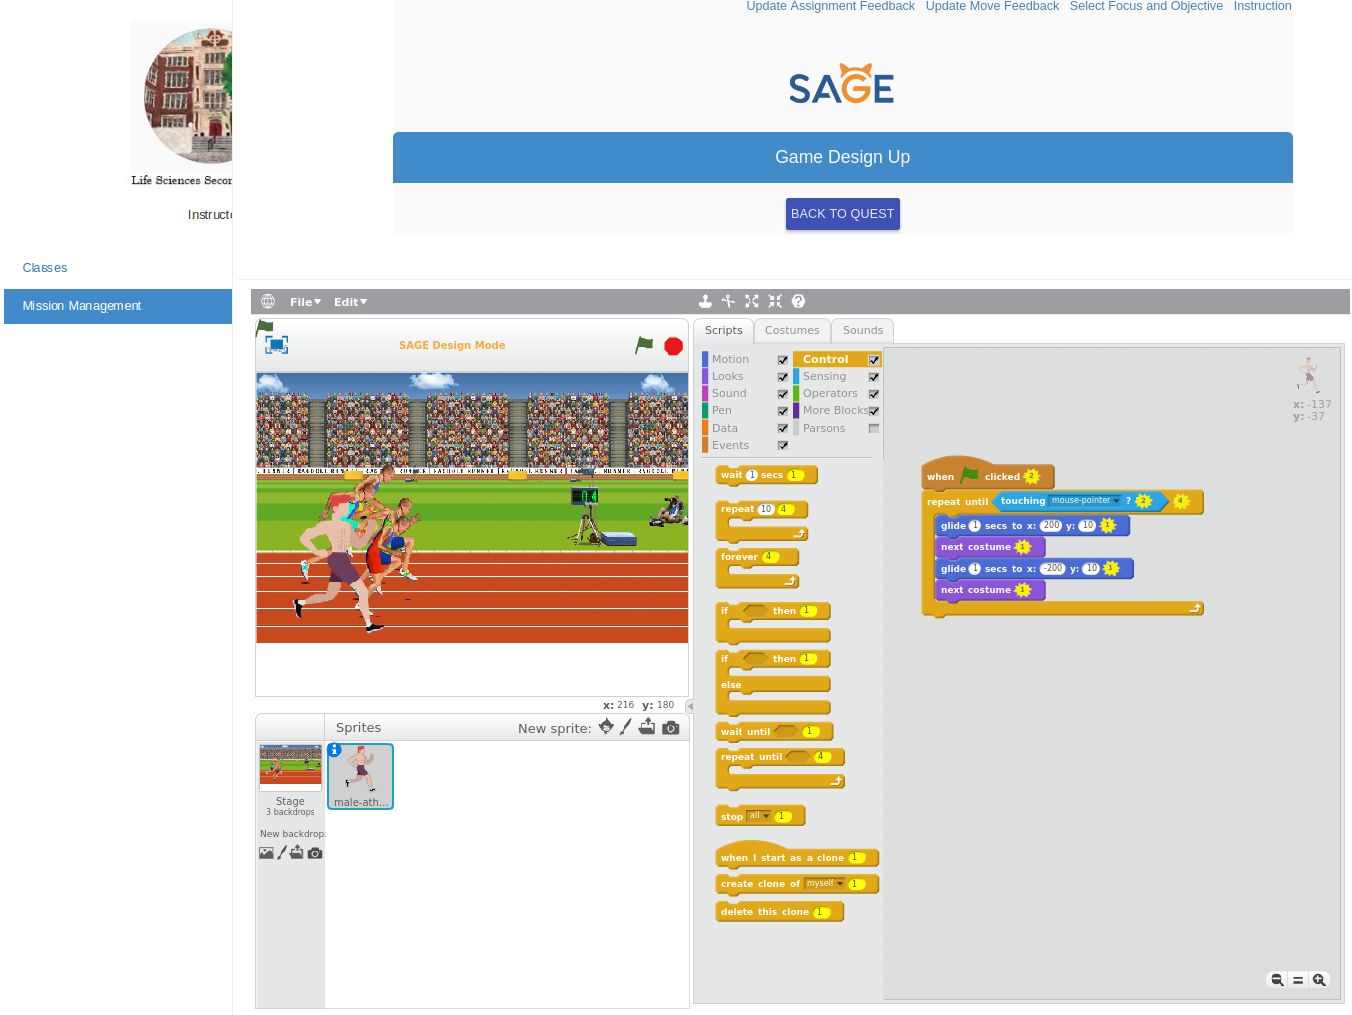 Update Assignment Feedback Update Move Feedback Select Focus and Objective Instruction
SAGE
Life Sciences Secon
Game Design Up
BACK TO QUEST
Instructo
Classes
Mission Management
File Edit
SAGE Design Mode
Scripts Costumes Sounds
Motion Control
Looks Sensing
Sound Operators
Pen More Blocks
Data Parsons
Events
x: -137
y: -37
wait 1 secs 1
repeat 10 4
forever 4
if then 1
if then 1
else
wait until 1
repeat until 4
stop all 1
when I start as a clone 1
create clone of myself 1
delete this clone 1
when clicked 2
repeat until touching mouse-pointer ? 2 4
glide 1 secs to x: 200 y: 10 1
next costume 1
glide 1 secs to x: -200 y: 10 1
next costume 1
x: 216 y: 180
Sprites New sprite:
male-ath...
Stage
3 backdrops
New backdrop: